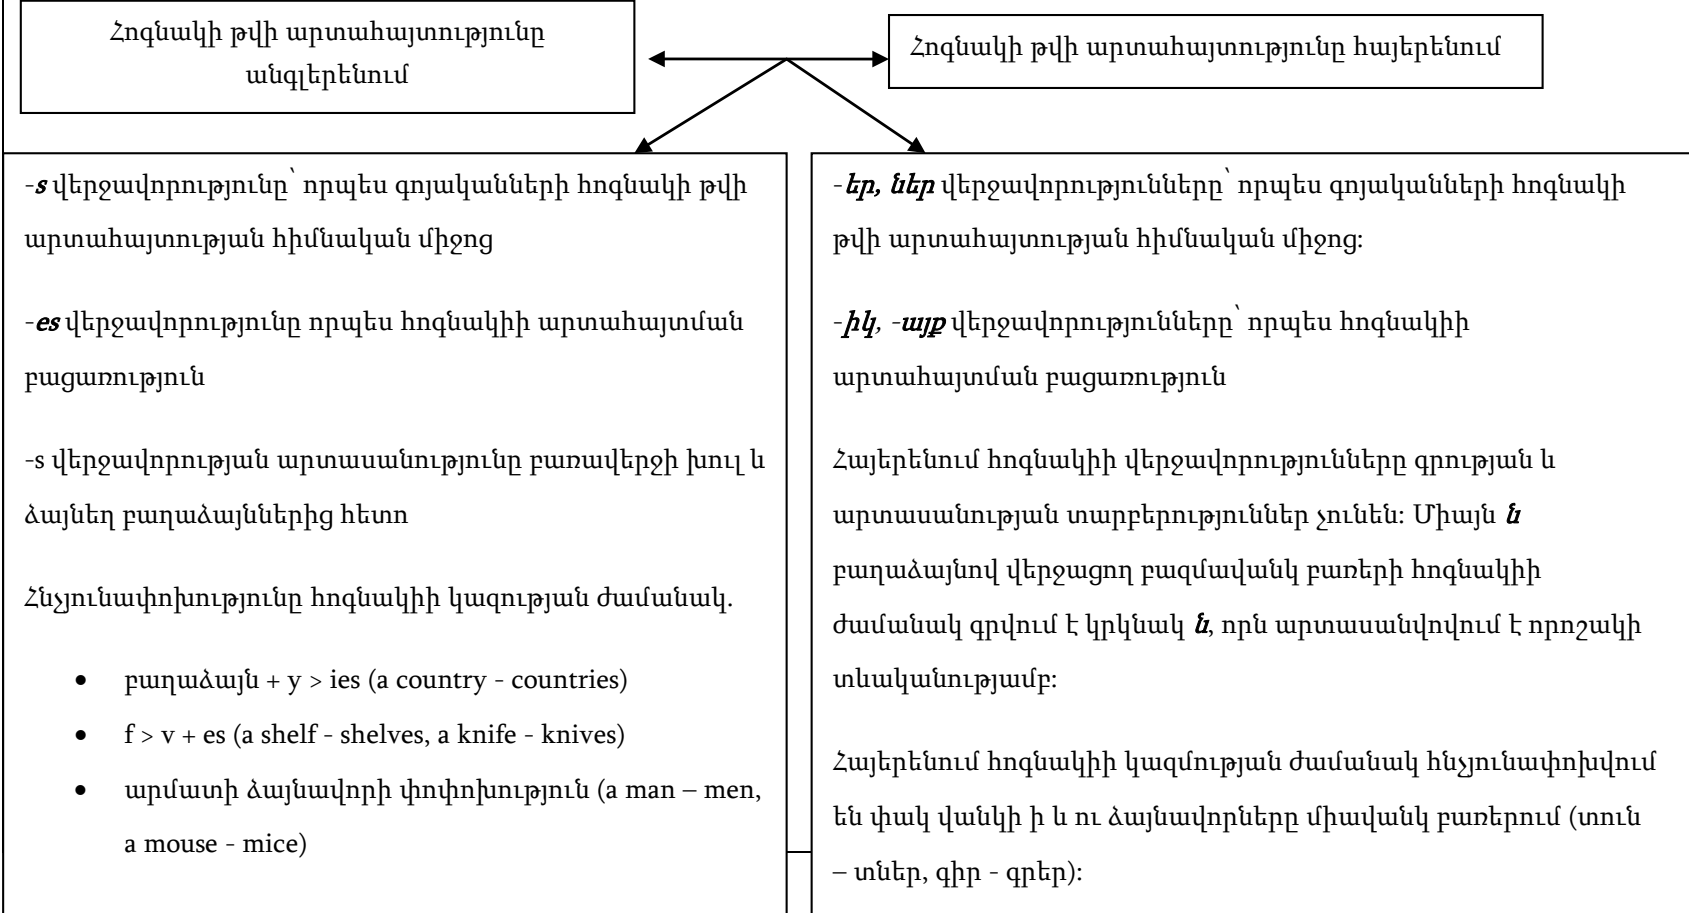 Հոգնակի թվի արտահայտությունը
անգլերենում
Հոգնակի թվի արտահայտությունը հայերենում
-s վերջավորությունը՝ որպես գոյականների հոգնակի թվի
արտահայտության հիմնական միջոց
-es վերջավորությունը որպես հոգնակիի արտահայտման
բացառություն
-s վերջավորության արտասանությունը բառավերջի խուլ և
ձայնեղ բաղաձայններից հետո
Հնչյունափոխությունը հոգնակիի կազության ժամանակ.
• բաղաձայն + y > ies (a country - countries)
• f > v + es (a shelf - shelves, a knife - knives)
• արմատի ձայնավորի փոփոխություն (a man – men,
a mouse - mice)
-եր, ներ վերջավորությունները՝ որպես գոյականների հոգնակի
թվի արտահայտության հիմնական միջոց:
-իկ, -այք վերջավորությունները՝ որպես հոգնակիի
արտահայտման բացառություն
Հայերենում հոգնակիի վերջավորությունները գրության և
արտասանության տարբերություններ չունեն: Միայն ն
բաղաձայնով վերջացող բազմավանկ բառերի հոգնակիի
ժամանակ գրվում է կրկնակ ն, որն արտասանվովում է որոշակի
տևականությամբ:
Հայերենում հոգնակիի կազմության ժամանակ հնչյունափոխվում
են փակ վանկի ի և ու ձայնավորները միավանկ բառերում (տուն
– տներ, գիր - գրեր):